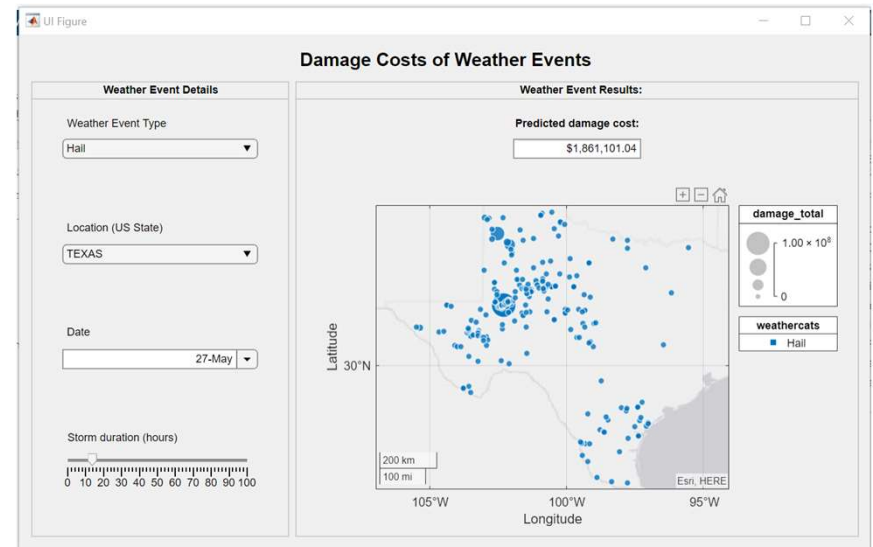 UI Figure
Damage Costs of Weather Events
Weather Event Details
Weather Event Type
Hail
Location (US State)
TEXAS
Date
27-May
Storm duration (hours)
0 10 20 30 40 50 60 70 80 90 100
Weather Event Results:
Predicted damage cost:
$1,861,101.04
Latitude
30°N
200 km
100 mi
Esri, HERE
105°W 100°W 95°W
Longitude
damage_total
1.00 × 10⁸
0
weathercats
Hail